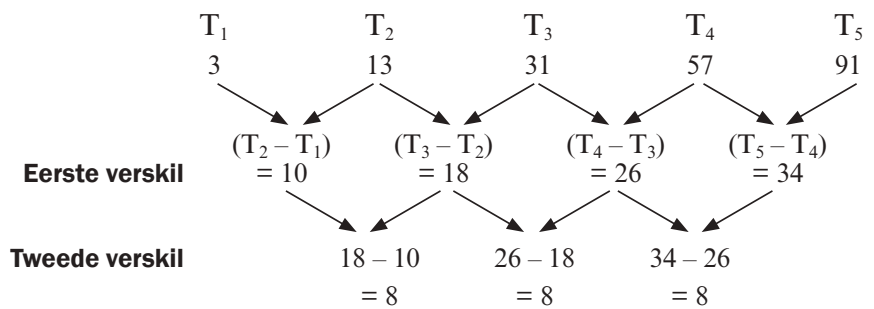 T₁ T₂ T₃ T₄ T₅
3 13 31 57 91
(T₂ – T₁) (T₃ – T₂) (T₄ – T₃) (T₅ – T₄)
Eerste verskil = 10 = 18 = 26 = 34
Tweede verskil 18 – 10 26 – 18 34 – 26
= 8 = 8 = 8